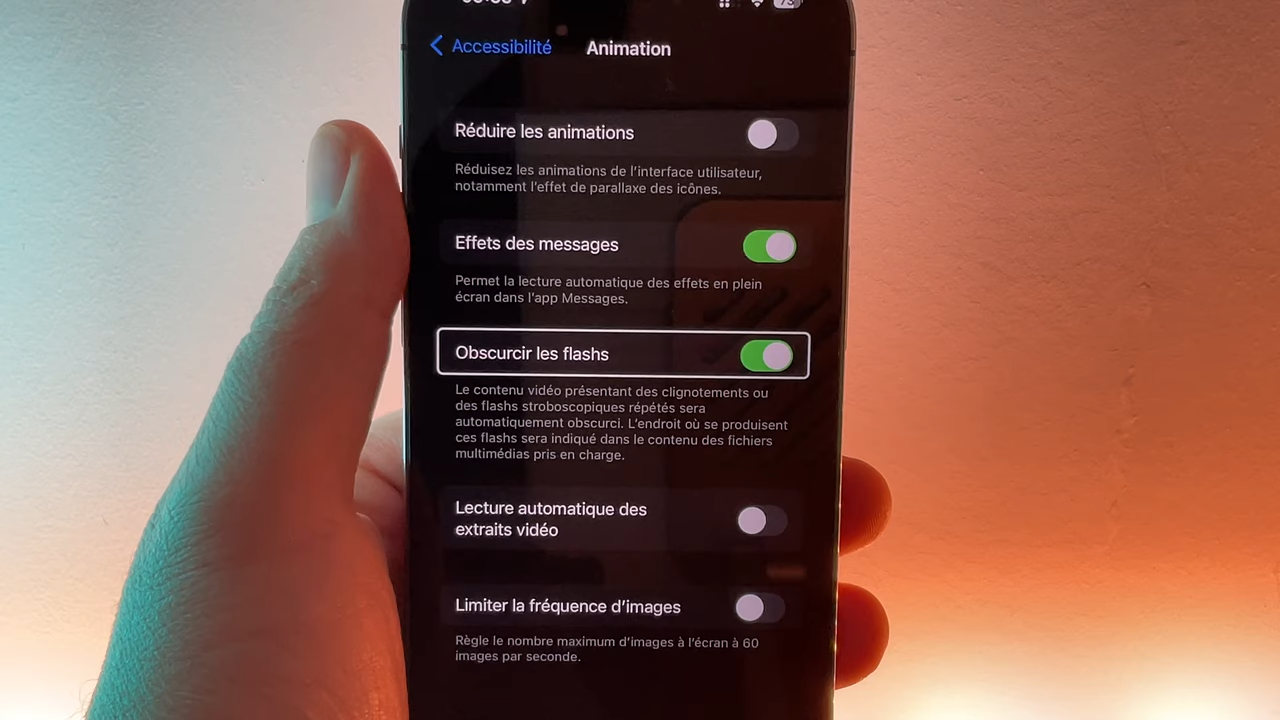 Accessibilité Animation
Réduire les animations
Réduisez les animations de l'interface utilisateur,
notamment l'effet de parallaxe des icônes.
Effets des messages
Permet la lecture automatique des effets en plein
écran dans l'app Messages.
Obscurcir les flashs
Le contenu vidéo présentant des clignotements ou
des flashs stroboscopiques répétés sera
automatiquement obscurci. L'endroit où se produisent
ces flashs sera indiqué dans le contenu des fichiers
multimédias pris en charge.
Lecture automatique des
extraits vidéo
Limiter la fréquence d'images
Règle le nombre maximum d'images à l'écran à 60
images par seconde.